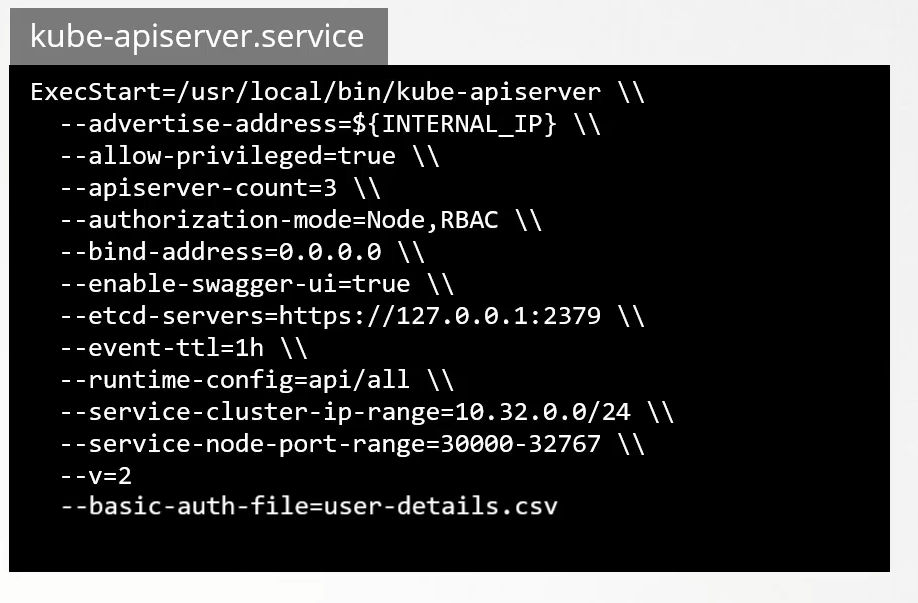 kube-apiserver.service
ExecStart=/usr/local/bin/kube-apiserver \\
--advertise-address=${INTERNAL_IP} \\
--allow-privileged=true \\
--apiserver-count=3 \\
--authorization-mode=Node,RBAC \\
--bind-address=0.0.0.0 \\
--enable-swagger-ui=true \\
--etcd-servers=https://127.0.0.1:2379 \\
--event-ttl=1h \\
--runtime-config=api/all \\
--service-cluster-ip-range=10.32.0.0/24 \\
--service-node-port-range=30000-32767 \\
--v=2
--basic-auth-file=user-details.csv